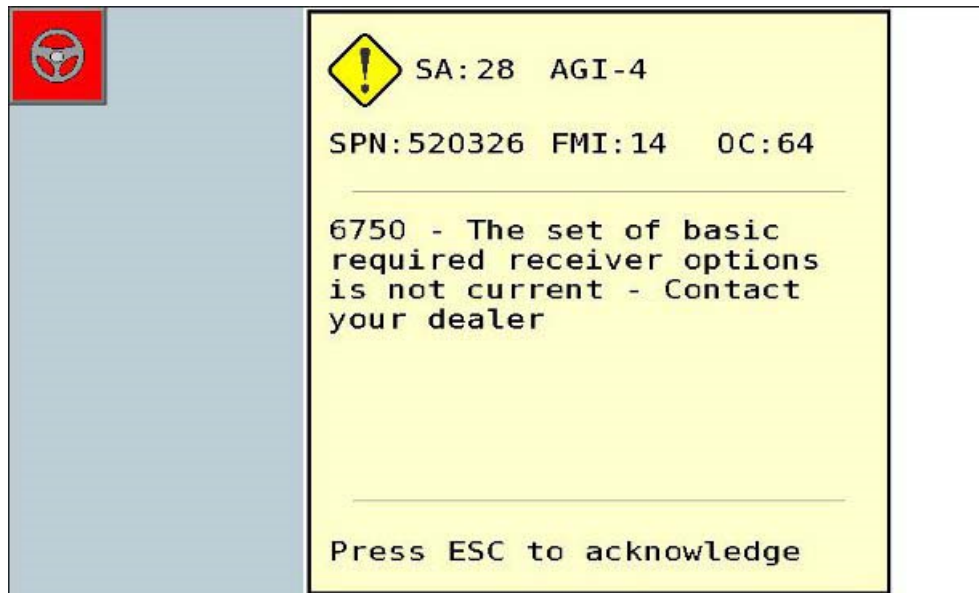 SA:28 AGI-4
SPN:520326 FMI:14 OC:64
6750 - The set of basic
required receiver options
is not current - Contact
your dealer
Press ESC to acknowledge